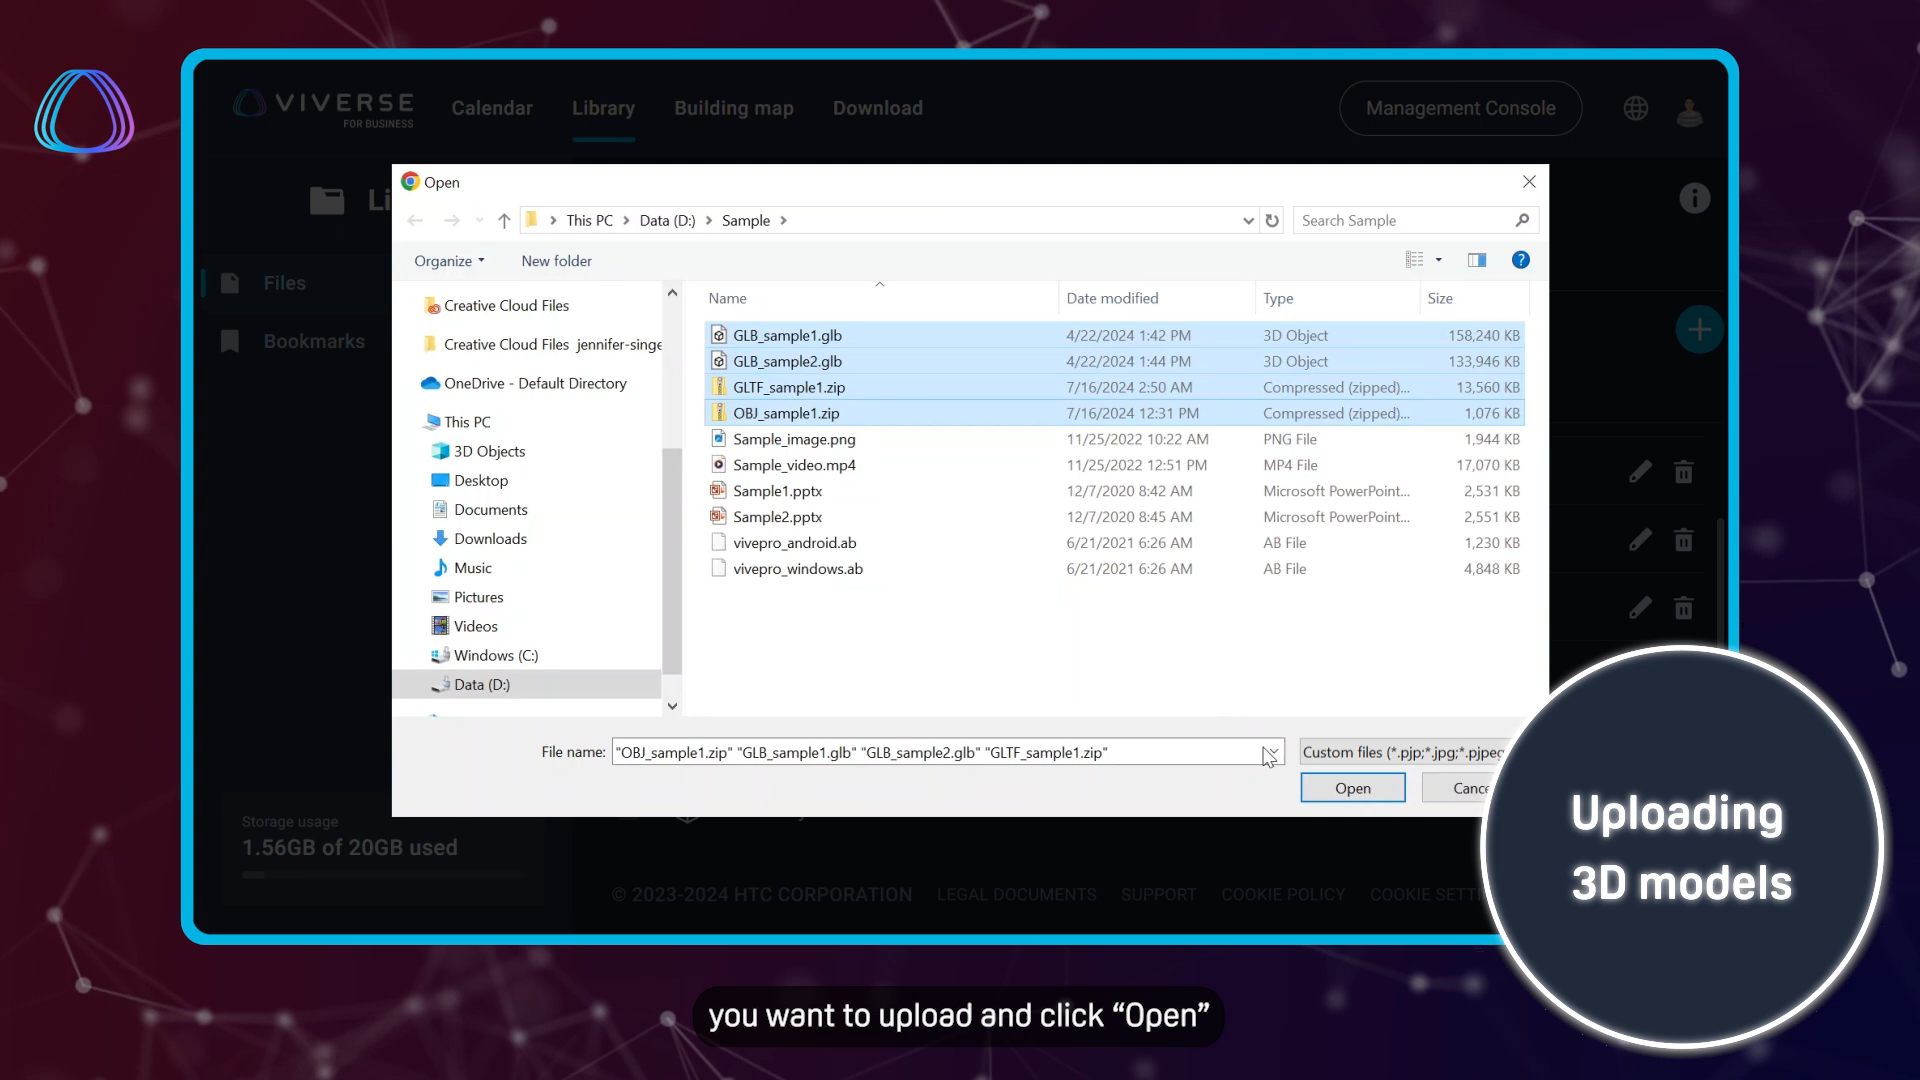 VIVERSE
FOR BUSINESS
Calendar
Library
Building map
Download
Management Console
Li
Files
Bookmarks
Open
This PC > Data (D:) > Sample >
Search Sample
Organize
New folder
Creative Cloud Files
Creative Cloud Files jennifer-singe
OneDrive - Default Directory
This PC
3D Objects
Desktop
Documents
Downloads
Music
Pictures
Videos
Windows (C:)
Data (D:)
Name Date modified Type Size
GLB_sample1.glb 4/22/2024 1:42 PM 3D Object 158,240 KB
GLB_sample2.glb 4/22/2024 1:44 PM 3D Object 133,946 KB
GLTF_sample1.zip 7/16/2024 2:50 AM Compressed (zipped)... 13,560 KB
OBJ_sample1.zip 7/16/2024 12:31 PM Compressed (zipped)... 1,076 KB
Sample_image.png 11/25/2022 10:22 AM PNG File 1,944 KB
Sample_video.mp4 11/25/2022 12:51 PM MP4 File 17,070 KB
Sample1.pptx 12/7/2020 8:42 AM Microsoft PowerPoint... 2,531 KB
Sample2.pptx 12/7/2020 8:45 AM Microsoft PowerPoint... 2,551 KB
vivepro_android.ab 6/21/2021 6:26 AM AB File 1,230 KB
vivepro_windows.ab 6/21/2021 6:26 AM AB File 4,848 KB
File name: "OBJ_sample1.zip" "GLB_sample1.glb" "GLB_sample2.glb" "GLTF_sample1.zip"
Custom files (*.pjp;*.jpg;*.pjpeg
Open
Cance
Storage usage
1.56GB of 20GB used
© 2023-2024 HTC CORPORATION LEGAL DOCUMENTS SUPPORT COOKIE POLICY COOKIE SETTI
Uploading
3D models
you want to upload and click “Open”